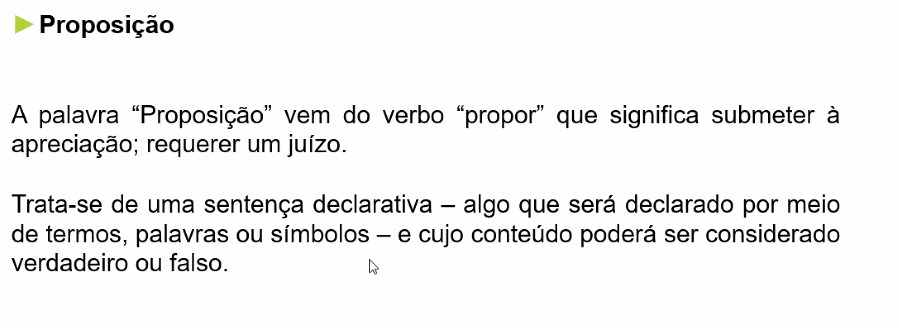 Proposição
A palavra “Proposição” vem do verbo “propor” que significa submeter à
apreciação; requerer um juízo.
Trata-se de uma sentença declarativa – algo que será declarado por meio
de termos, palavras ou símbolos – e cujo conteúdo poderá ser considerado
verdadeiro ou falso.